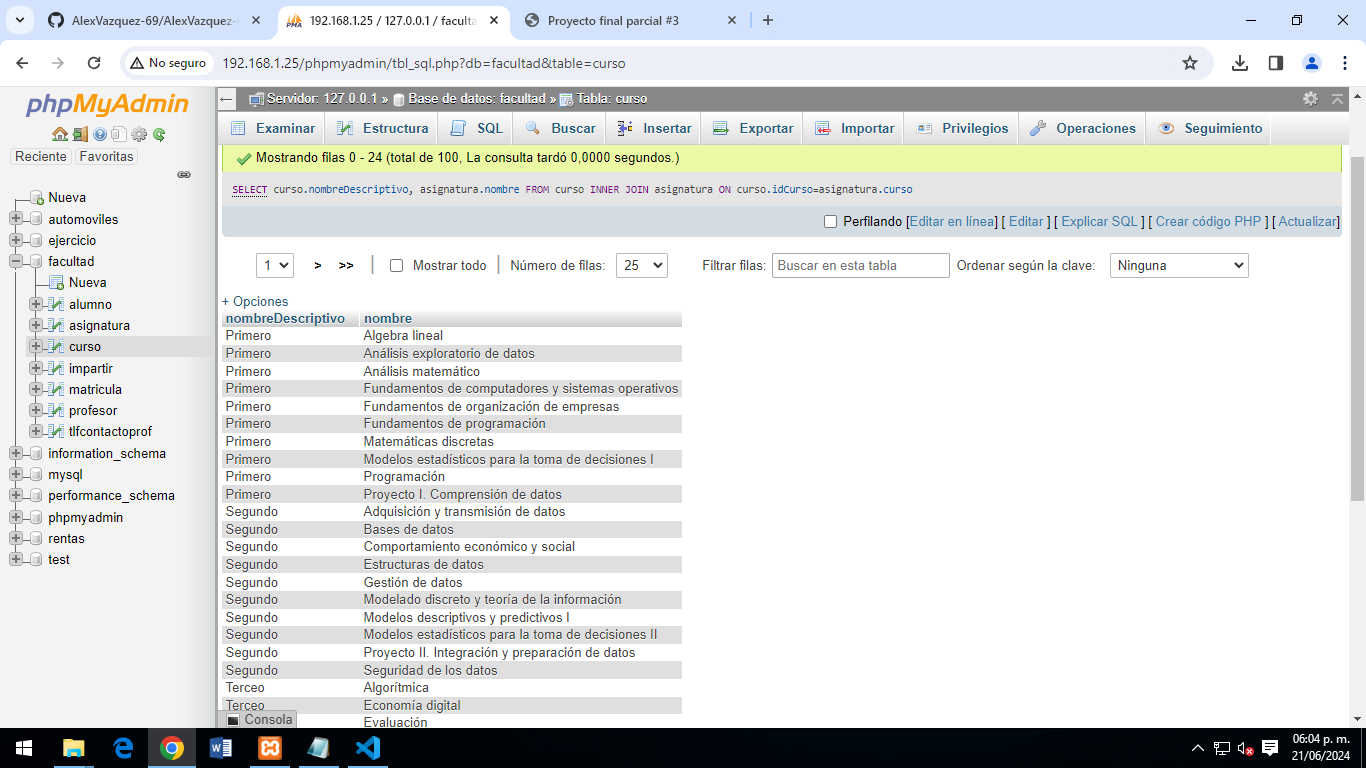 AlexVazquez-69/AlexVazquez-
192.168.1.25 / 127.0.0.1 / faculta
Proyecto final parcial #3
No seguro
192.168.1.25/phpmyadmin/tbl_sql.php?db=facultad&table=curso
phpMyAdmin
Reciente
Favoritas
Nueva
automoviles
ejercicio
facultad
Nueva
alumno
asignatura
curso
impartir
matricula
profesor
tlfcontactoprof
information_schema
mysql
performance_schema
phpmyadmin
rentas
test
Servidor: 127.0.0.1 » Base de datos: facultad » Tabla: curso
Examinar
Estructura
SQL
Buscar
Insertar
Exportar
Importar
Privilegios
Operaciones
Seguimiento
Mostrando filas 0 - 24 (total de 100, La consulta tardó 0,0000 segundos.)
SELECT curso.nombreDescriptivo, asignatura.nombre FROM curso INNER JOIN asignatura ON curso.idCurso=asignatura.curso
Perfilando [Editar en línea] [ Editar ] [ Explicar SQL ] [ Crear código PHP ] [ Actualizar]
1 > >> | Mostrar todo | Número de filas: 25 Filtrar filas: Buscar en esta tabla Ordenar según la clave: Ninguna
+ Opciones
nombreDescriptivo nombre
Primero Algebra lineal
Primero Análisis exploratorio de datos
Primero Análisis matemático
Primero Fundamentos de computadores y sistemas operativos
Primero Fundamentos de organización de empresas
Primero Fundamentos de programación
Primero Matemáticas discretas
Primero Modelos estadísticos para la toma de decisiones I
Primero Programación
Primero Proyecto I. Comprensión de datos
Segundo Adquisición y transmisión de datos
Segundo Bases de datos
Segundo Comportamiento económico y social
Segundo Estructuras de datos
Segundo Gestión de datos
Segundo Modelado discreto y teoría de la información
Segundo Modelos descriptivos y predictivos I
Segundo Modelos estadísticos para la toma de decisiones II
Segundo Proyecto II. Integración y preparación de datos
Segundo Seguridad de los datos
Terceo Algorítmica
Terceo Economía digital
Evaluación
Consola
06:04 p. m.
21/06/2024